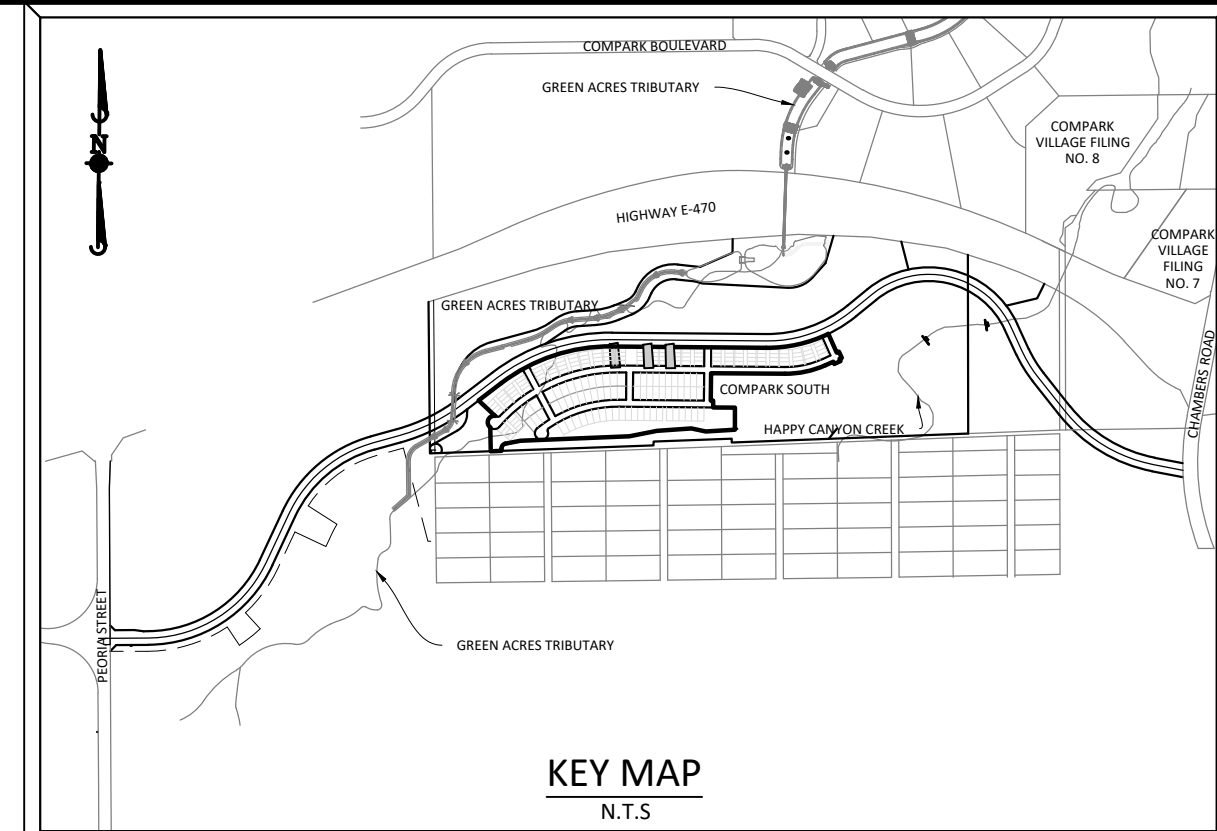 COMPARK BOULEVARD
GREEN ACRES TRIBUTARY
COMPARK
VILLAGE FILING
NO. 8
N
HIGHWAY E-470
COMPARK
VILLAGE
FILING
NO. 7
GREEN ACRES TRIBUTARY
COMPARK SOUTH
HAPPY CANYON CREEK
CHAMBERS ROAD
PEORIA STREET
GREEN ACRES TRIBUTARY
KEY MAP
N.T.S